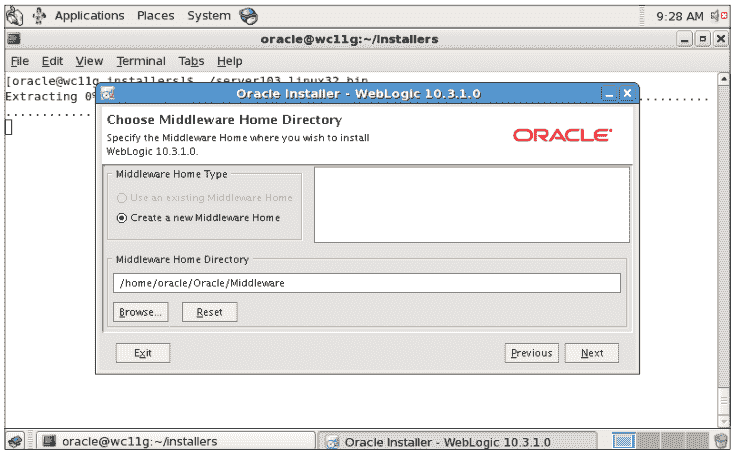 Applications Places System
9:28 AM
oracle@wc11g:~/installers
File Edit View Terminal Tabs Help
[oracle@wc11g installers]$ ./server103_linux32.bin
Extracting 0%
Oracle Installer - WebLogic 10.3.1.0
Choose Middleware Home Directory
Specify the Middleware Home where you wish to install
WebLogic 10.3.1.0.
ORACLE
Middleware Home Type
Use an existing Middleware Home
Create a new Middleware Home
Middleware Home Directory
/home/oracle/Oracle/Middleware
Browse... Reset
Exit Previous Next
oracle@wc11g:~/installers Oracle Installer - WebLogic 10.3.1.0